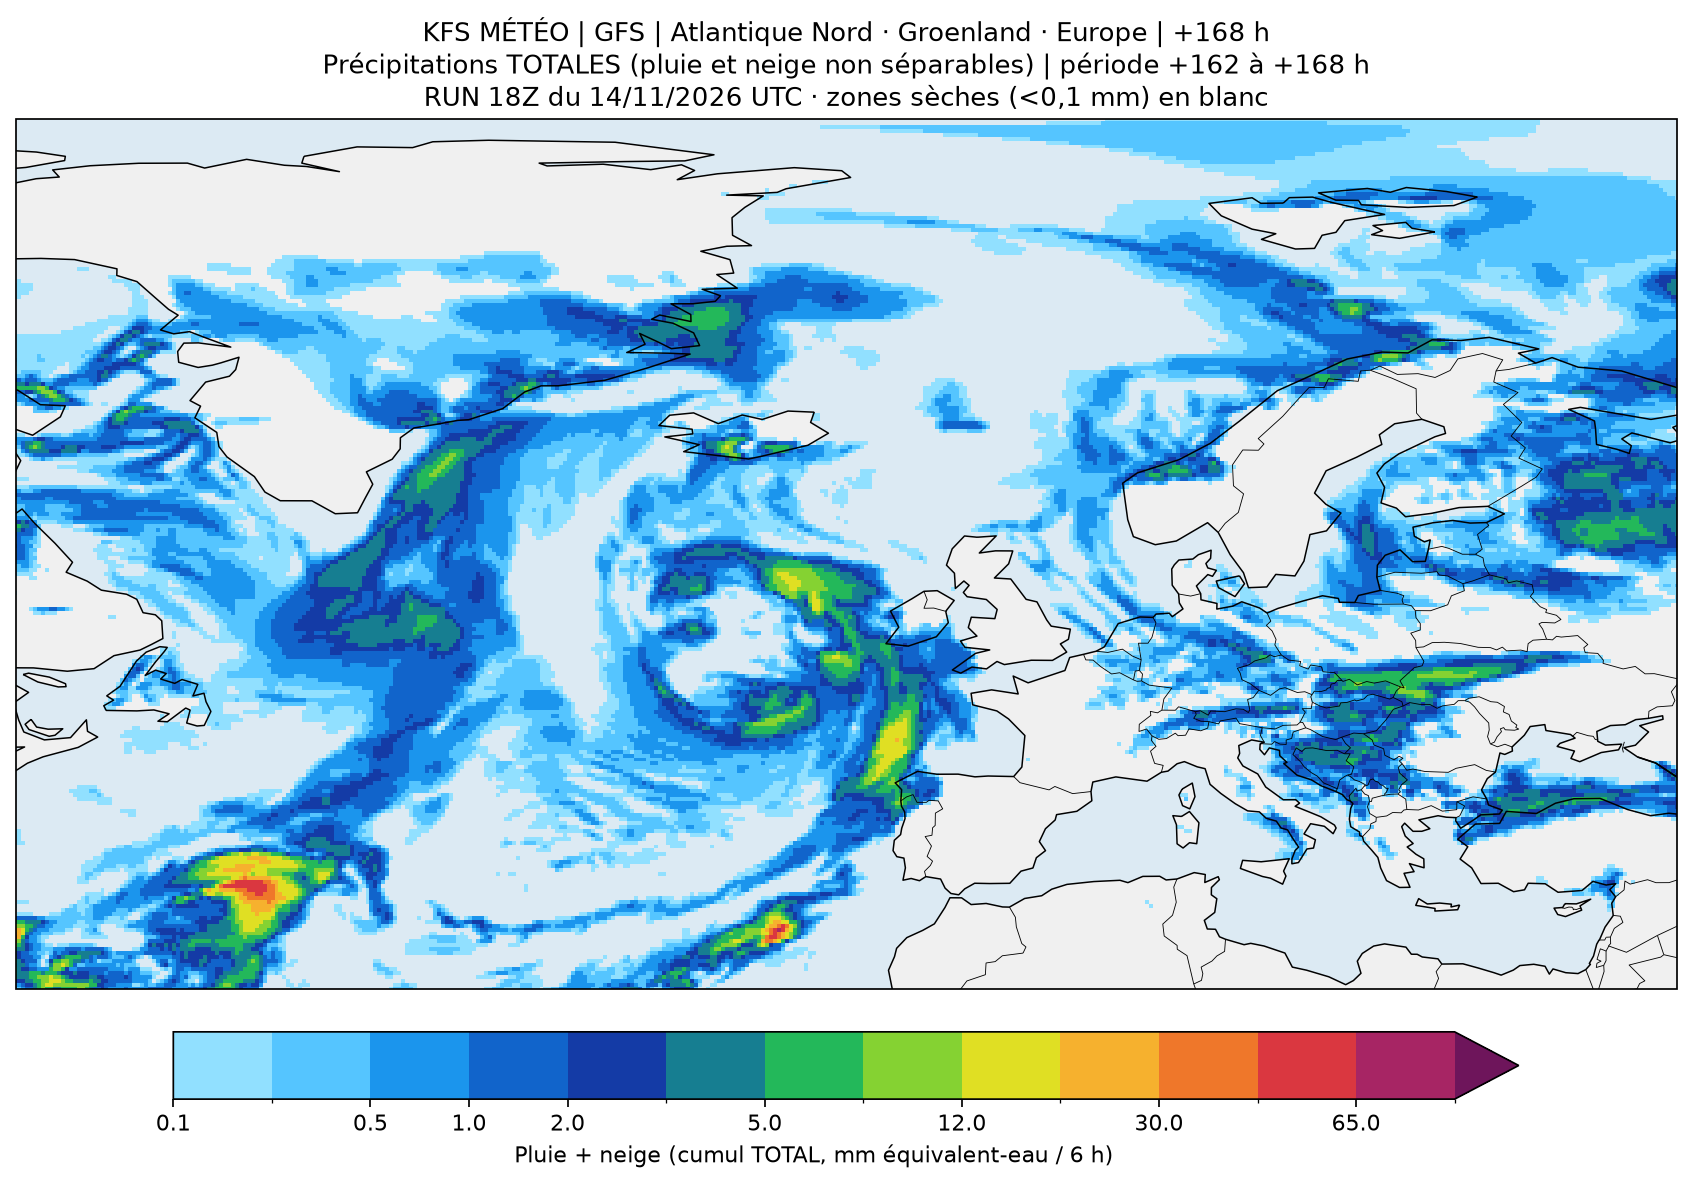 KFS MÉTÉO | GFS | Atlantique Nord · Groenland · Europe | +168 h
Précipitations TOTALES (pluie et neige non séparables) | période +162 à +168 h
RUN 18Z du 14/11/2026 UTC · zones sèches (<0,1 mm) en blanc
0.1 0.5 1.0 2.0 5.0 12.0 30.0 65.0
Pluie + neige (cumul TOTAL, mm équivalent-eau / 6 h)